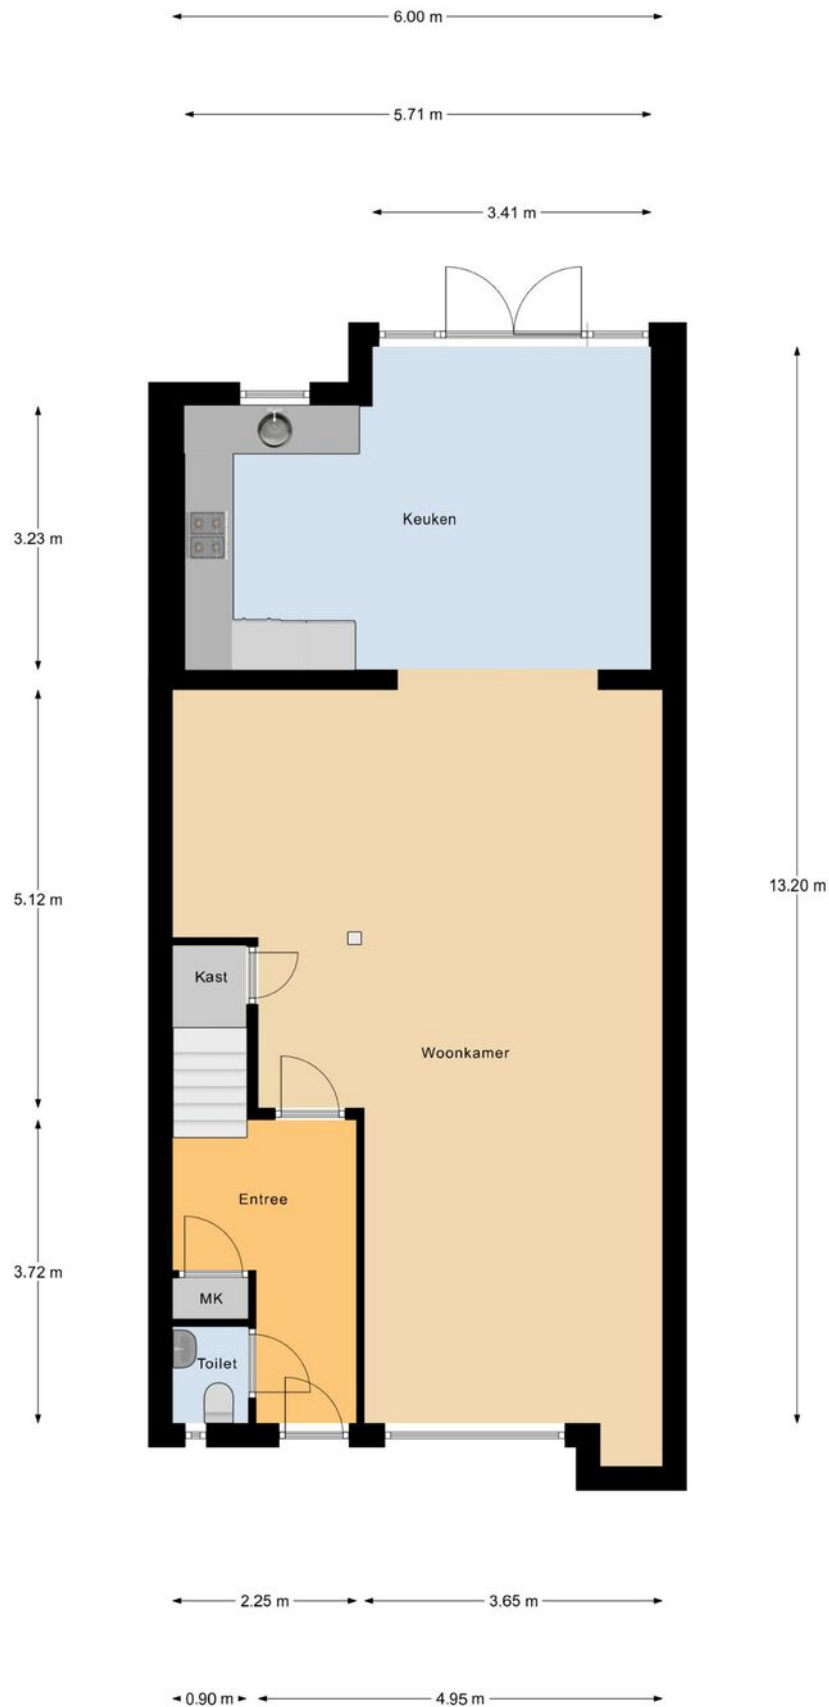 6.00 m
5.71 m
3.41 m
Keuken
3.23 m
13.20 m
5.12 m
Kast
Woonkamer
Entree
3.72 m
MK
Toilet
2.25 m
3.65 m
0.90 m
4.95 m